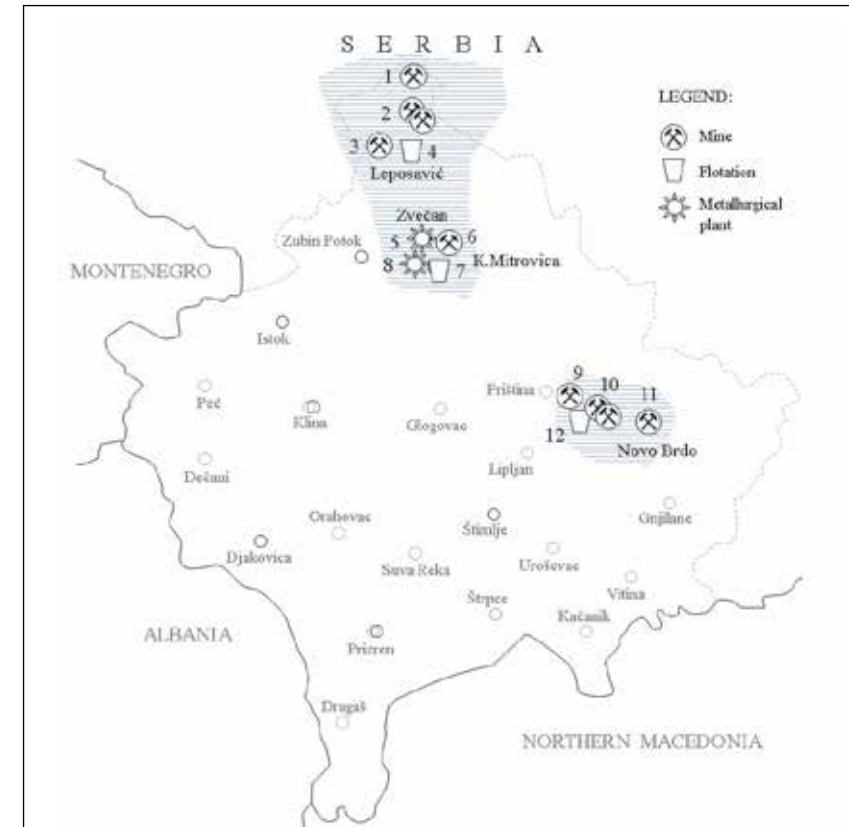 S E R B I A
1
2
3
4
Leposavić
LEGEND:
Mine
Flotation
Metallurgical
plant
Zvečan
5
6
Zubin Potok
8
7
K.Mitrovica
MONTENEGRO
Istok
Peć
Klina
Glogovac
Priština
9
10
11
12
Novo Brdo
Lipljan
Dečani
Orahovac
Štimlje
Gnjilane
Djakovica
Suva Reka
Uroševac
Vitina
Štrpce
Kačanik
ALBANIA
Prizren
Dragaš
NORTHERN MACEDONIA